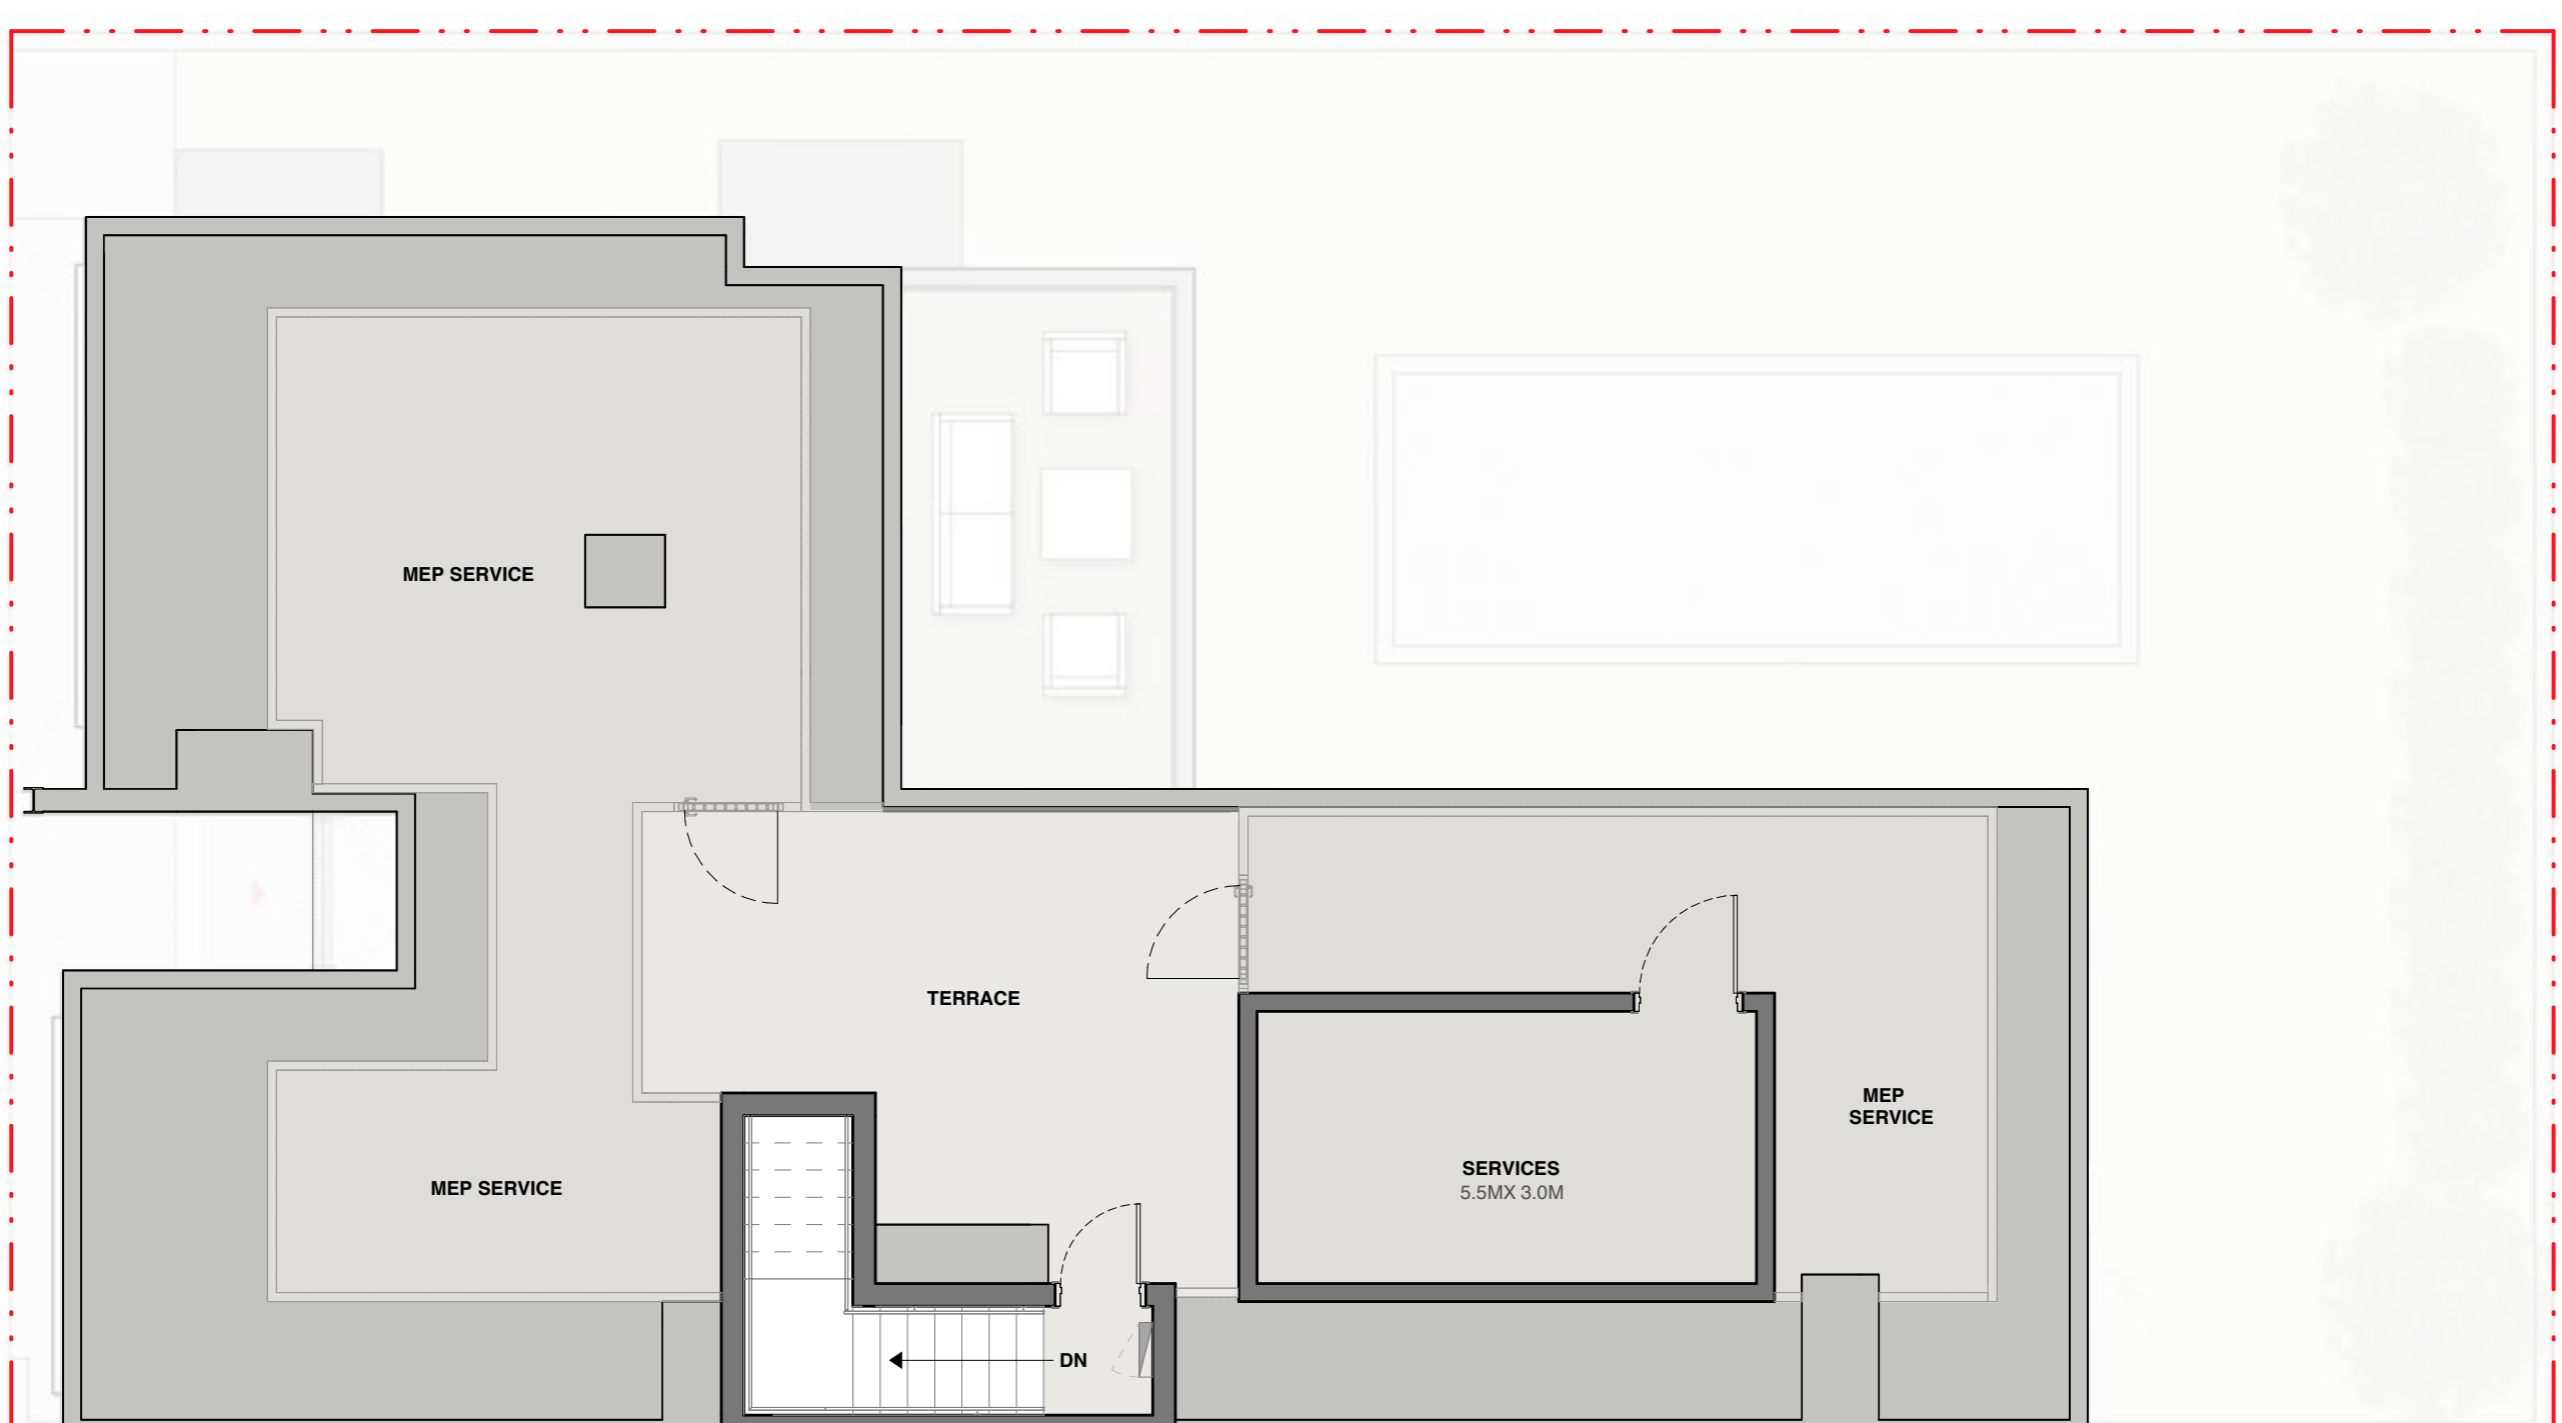 MEP SERVICE
TERRACE
MEP
SERVICE
SERVICES
5.5MX 3.0M
MEP SERVICE
DN